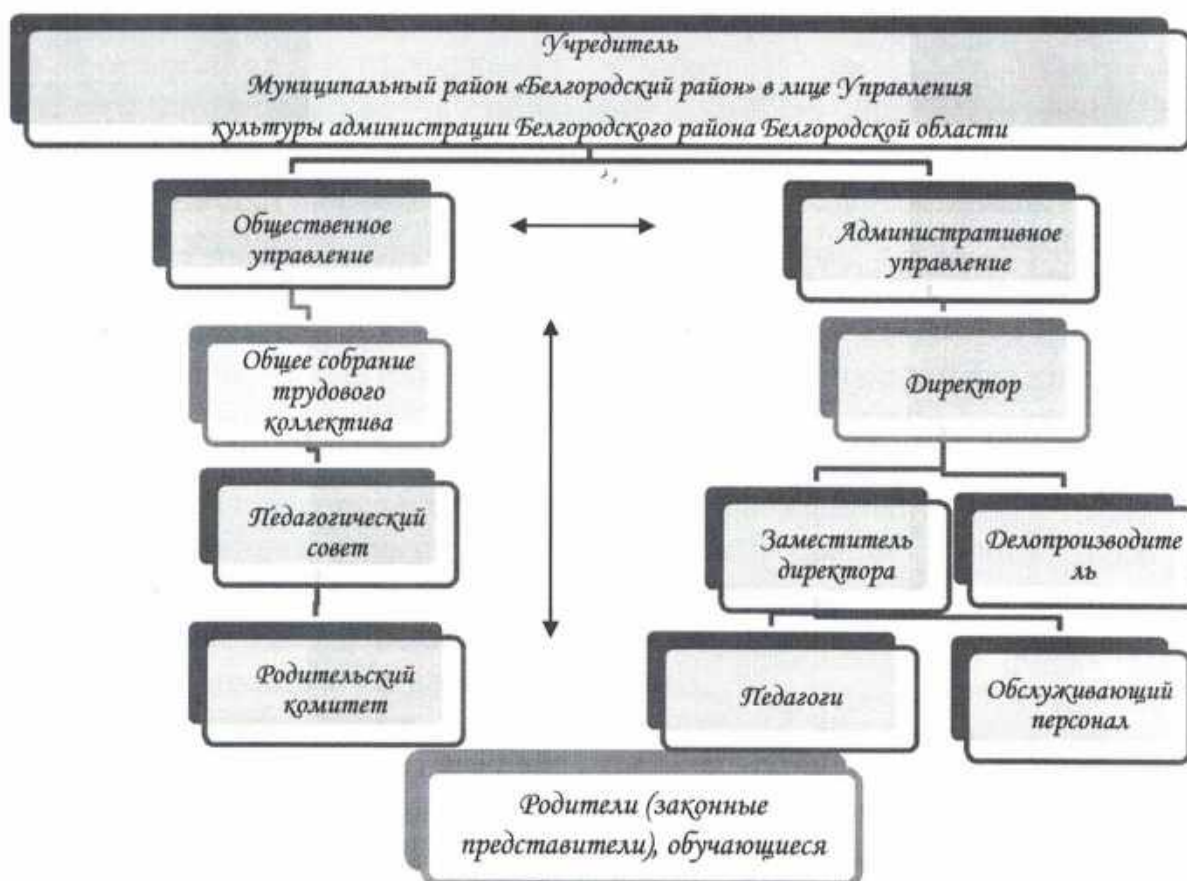 Учредитель
Муниципальный район «Белгородский район» в лице Управления
культуры администрации Белгородского района Белгородской области
Общественное
управление
Административное
управление
Общее собрание
трудового
коллектива
Директор
Педагогический
совет
Заместитель
директора
Делопроизводите
ль
Родительский
комитет
Педагоги
Обслуживающий
персонал
Родители (законные
представители), обучающиеся